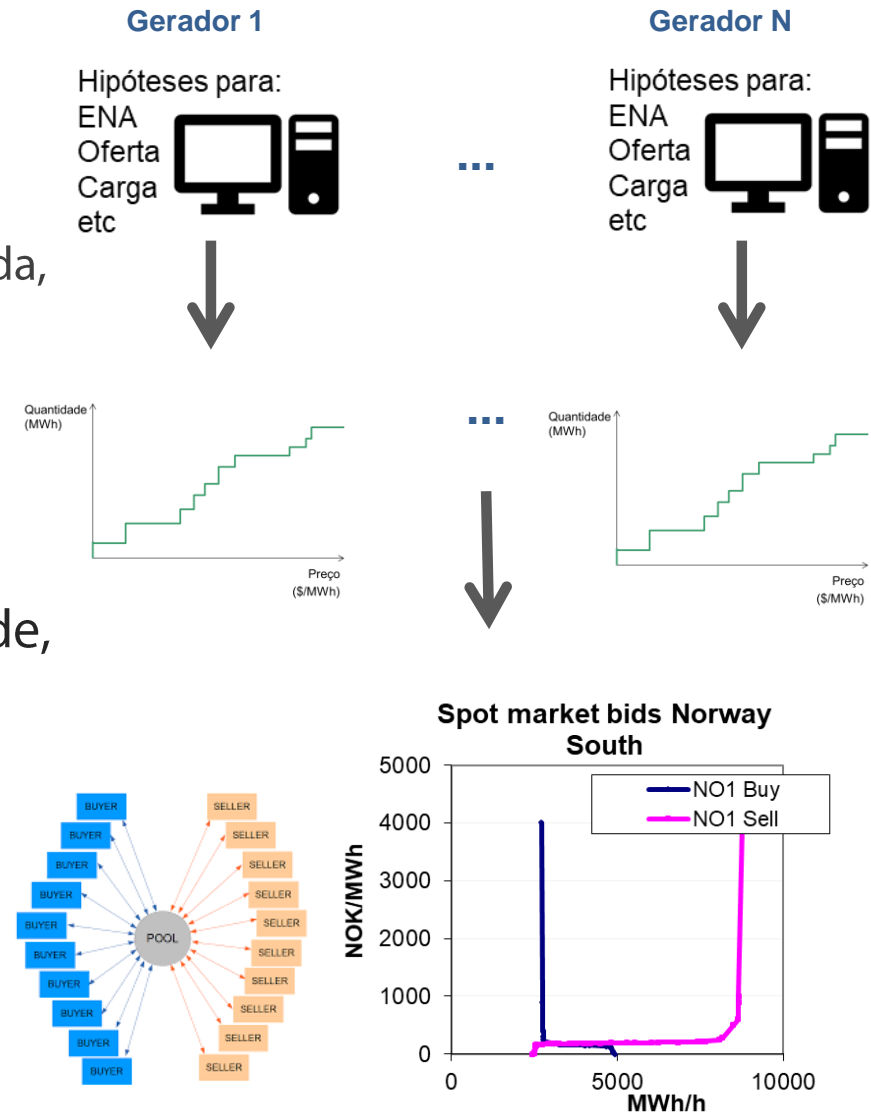 Gerador 1
Gerador N
Hipóteses para:
ENA
Oferta
Carga
etc
...
Hipóteses para:
ENA
Oferta
Carga
etc
da,
Quantidade
(MWh)
Preço
($/MWh)
...
Quantidade
(MWh)
Preço
($/MWh)
de,
BUYER
BUYER
BUYER
BUYER
BUYER
BUYER
BUYER
BUYER
BUYER
BUYER
POOL
SELLER
SELLER
SELLER
SELLER
SELLER
SELLER
SELLER
SELLER
SELLER
SELLER
Spot market bids Norway
South
NO1 Buy
NO1 Sell
NOK/MWh
5000
4000
3000
2000
1000
0
0
5000
10000
MWh/h